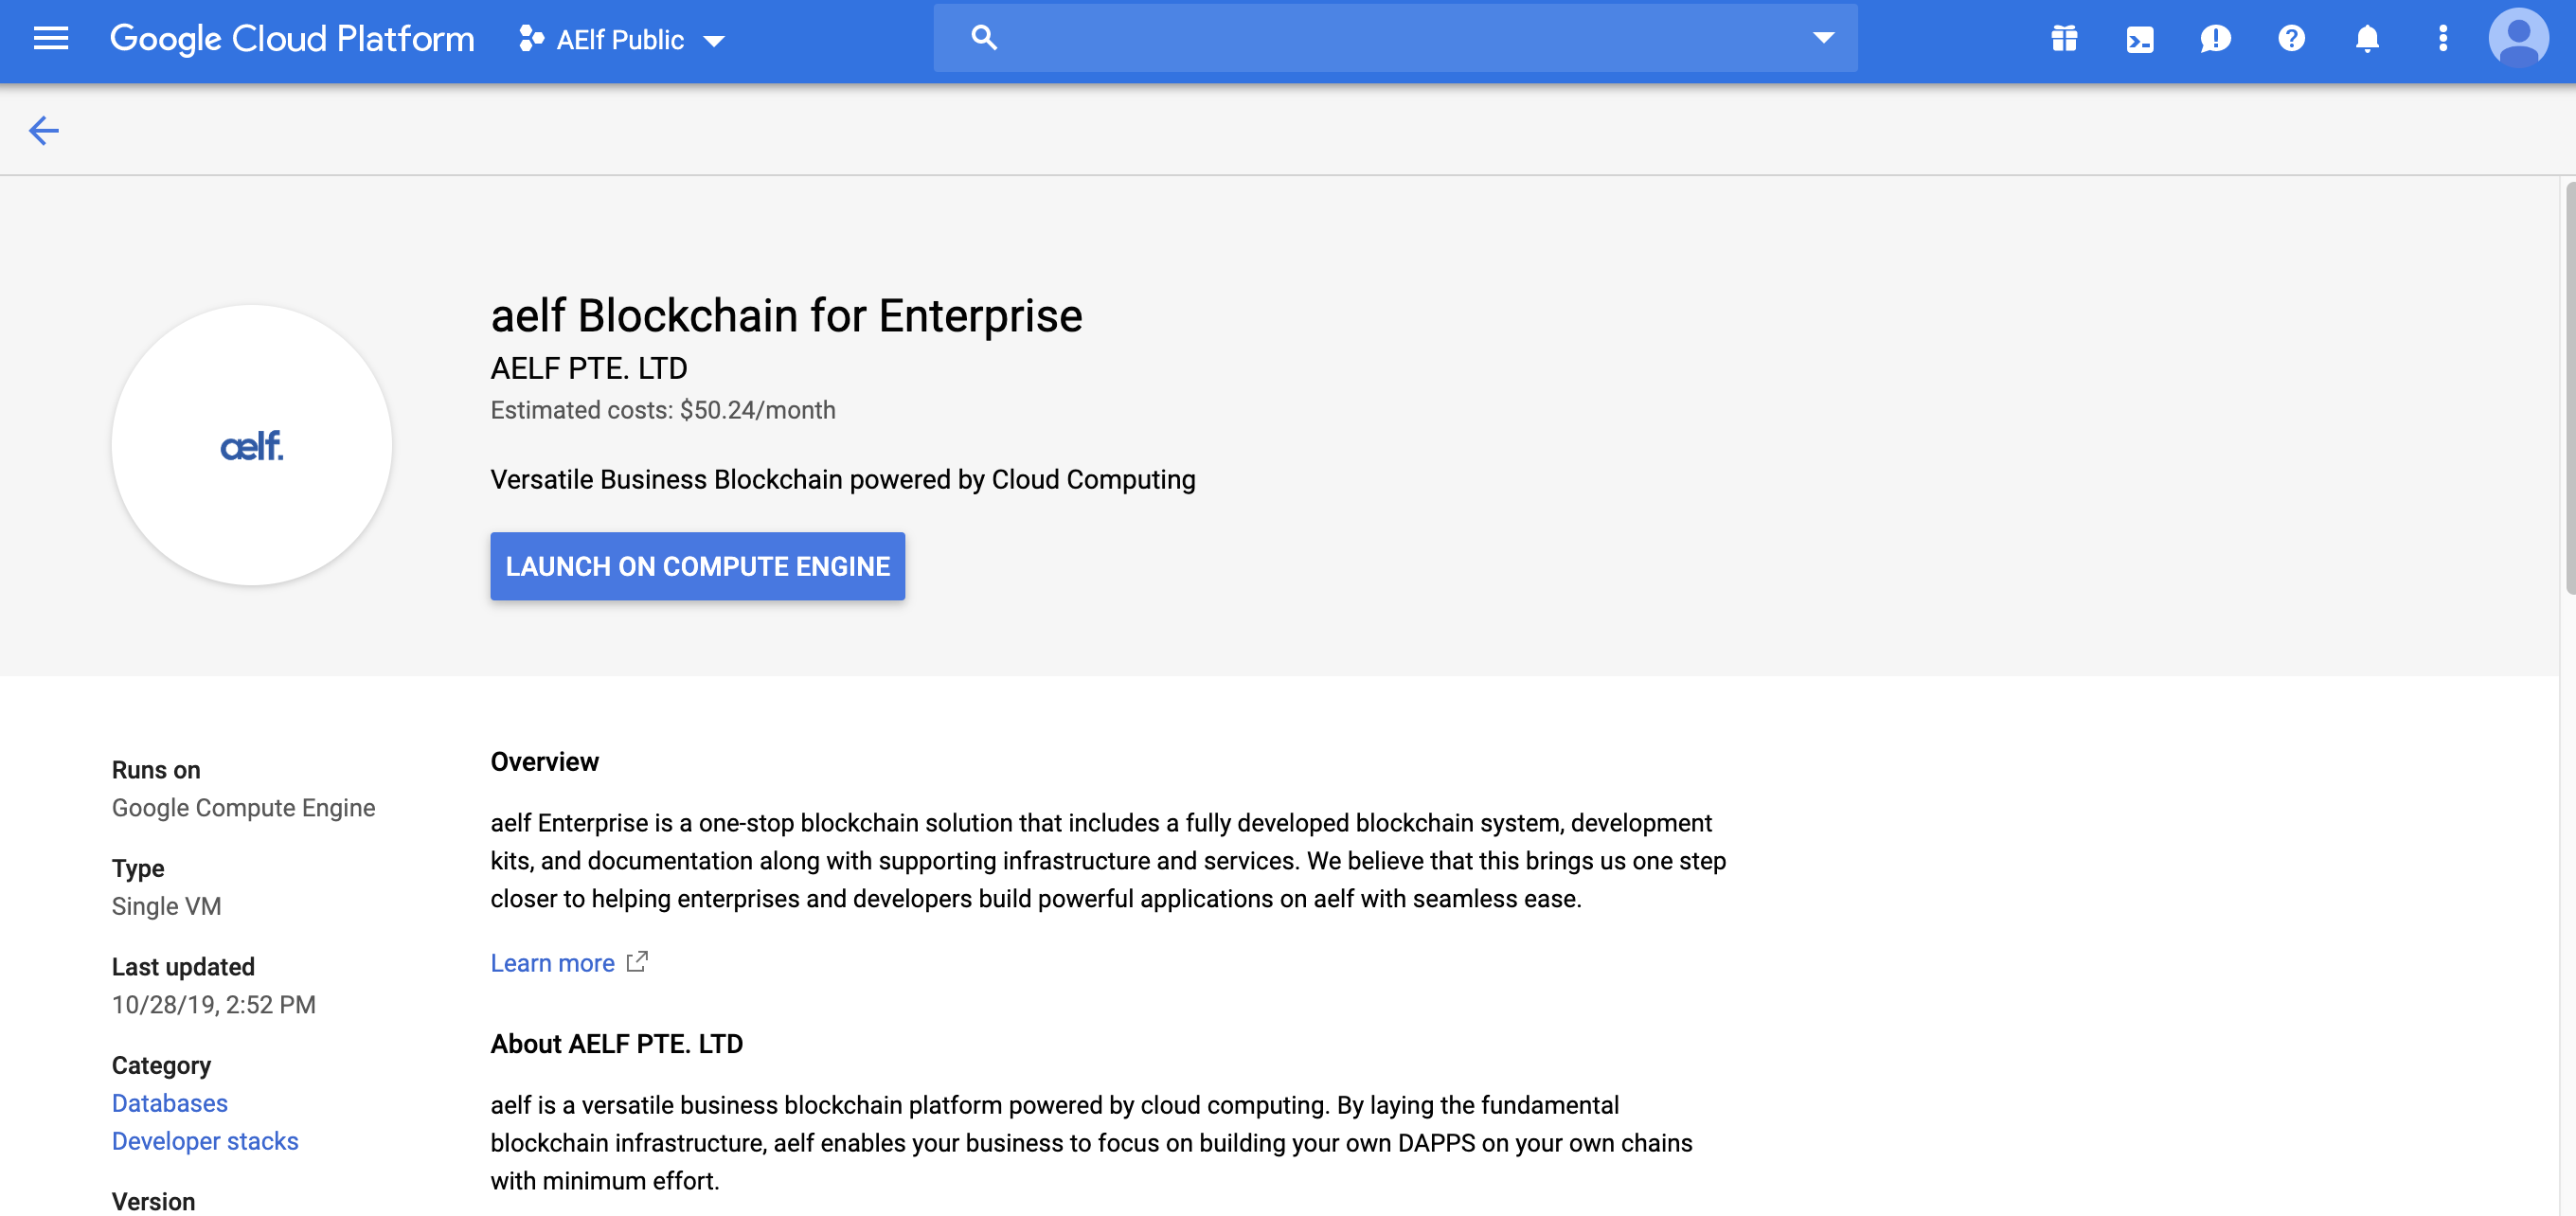 Google Cloud Platform
AElf Public
aelf Blockchain for Enterprise
AELF PTE. LTD
Estimated costs: $50.24/month
Versatile Business Blockchain powered by Cloud Computing
LAUNCH ON COMPUTE ENGINE
ælf.
Runs on
Google Compute Engine
Type
Single VM
Last updated
10/28/19, 2:52 PM
Category
Databases
Developer stacks
Version
Overview
aelf Enterprise is a one-stop blockchain solution that includes a fully developed blockchain system, development
kits, and documentation along with supporting infrastructure and services. We believe that this brings us one step
closer to helping enterprises and developers build powerful applications on aelf with seamless ease.
Learn more
About AELF PTE. LTD
aelf is a versatile business blockchain platform powered by cloud computing. By laying the fundamental
blockchain infrastructure, aelf enables your business to focus on building your own DAPPS on your own chains
with minimum effort.